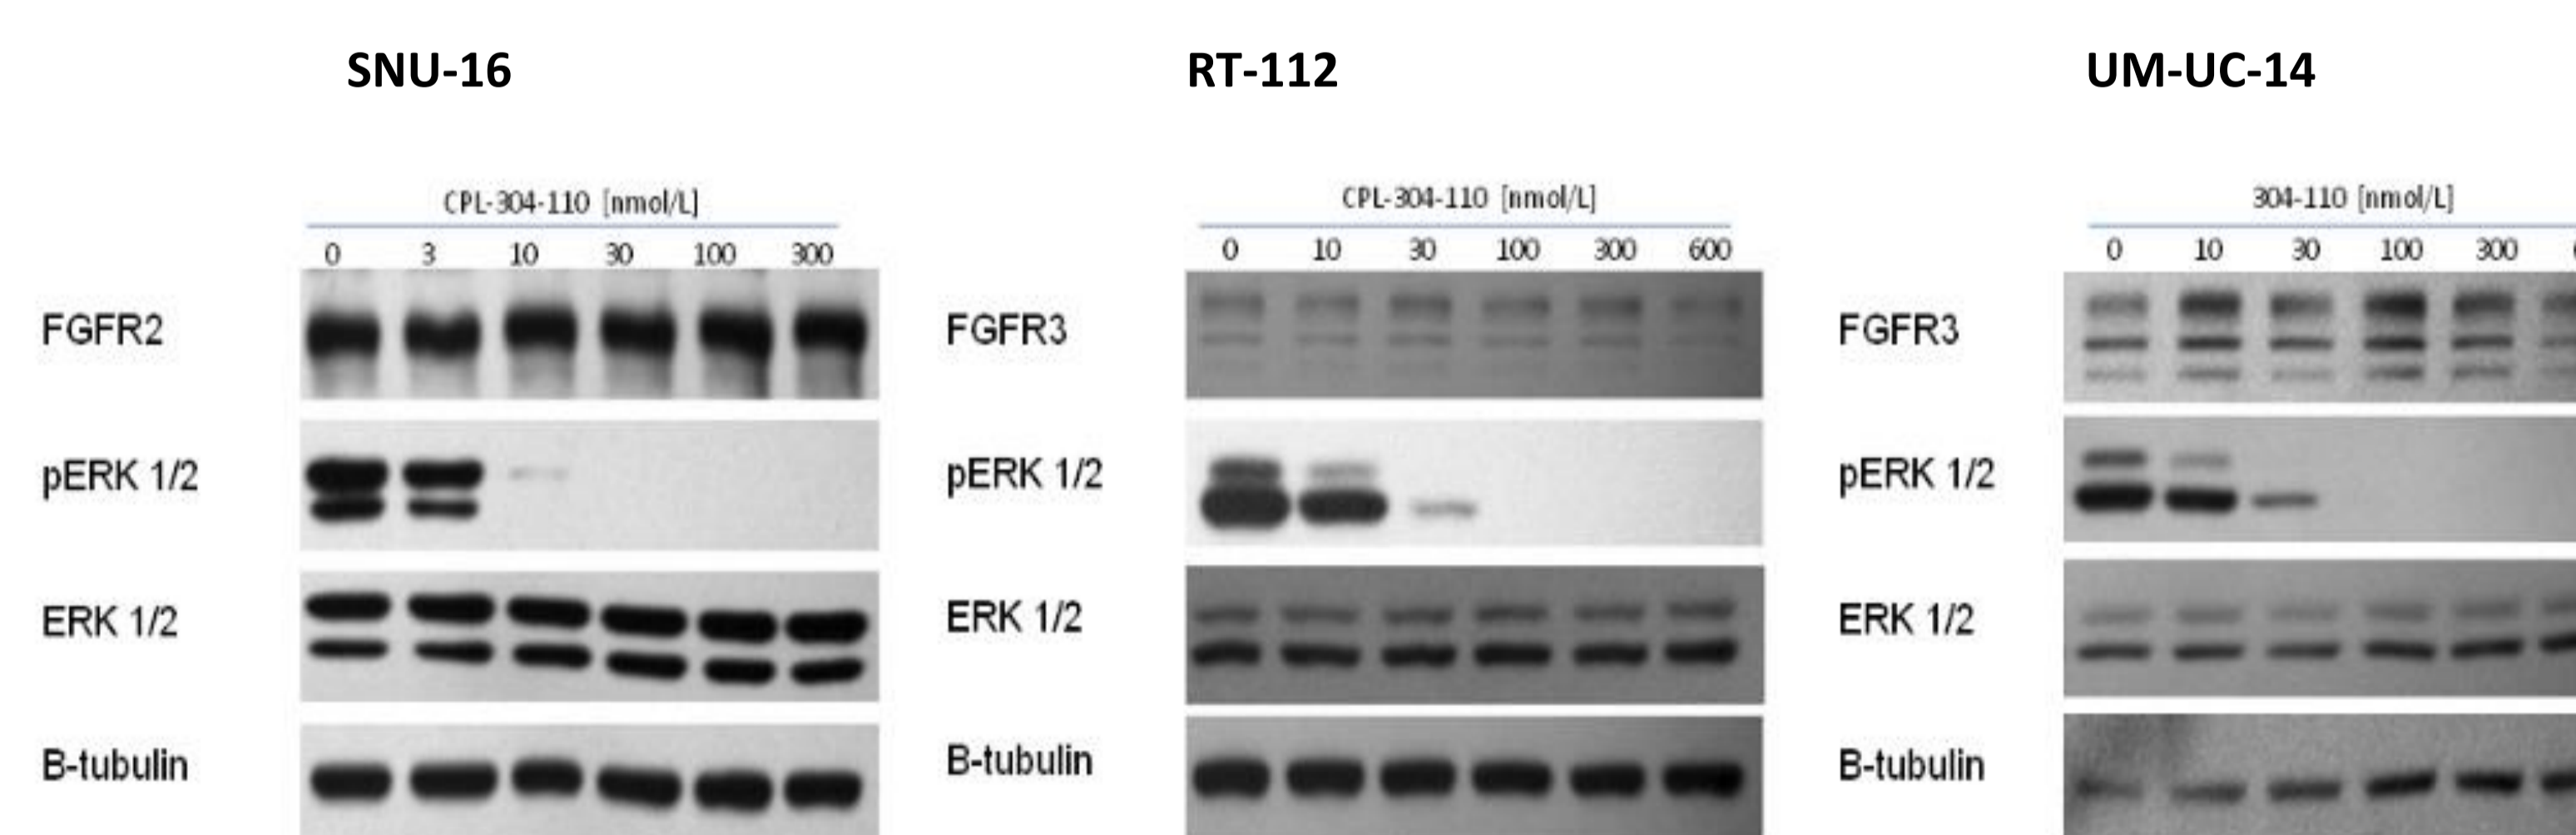 SNU-16
CPL-304-110 [nmol/L]
0 3 10 30 100 300
FGFR2
pERK 1/2
ERK 1/2
B-tubulin
RT-112
CPL-304-110 [nmol/L]
0 10 30 100 300 600
FGFR3
pERK 1/2
ERK 1/2
B-tubulin
UM-UC-14
304-110 [nmol/L]
0 10 30 100 300
FGFR3
pERK 1/2
ERK 1/2
B-tubulin